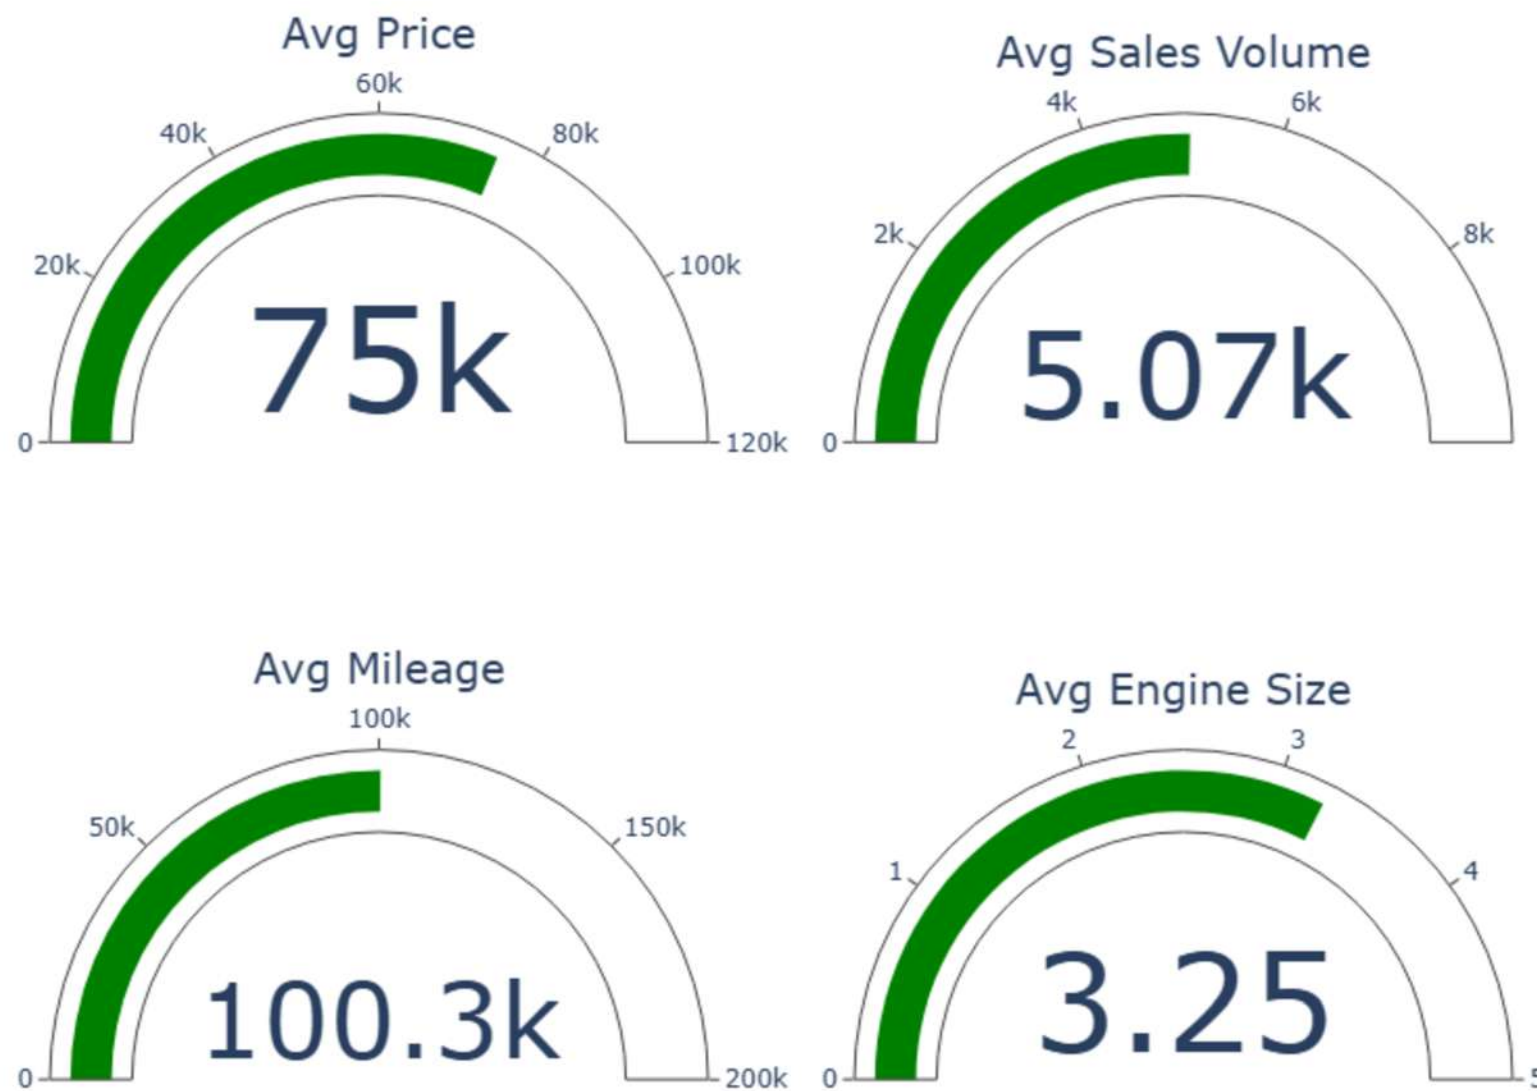 Avg Price
60k
40k
80k
20k
100k
75k
0
120k
Avg Sales Volume
4k
6k
2k
8k
5.07k
0
Avg Mileage
100k
50k
150k
100.3k
0
200k
Avg Engine Size
2
3
1
4
3.25
0